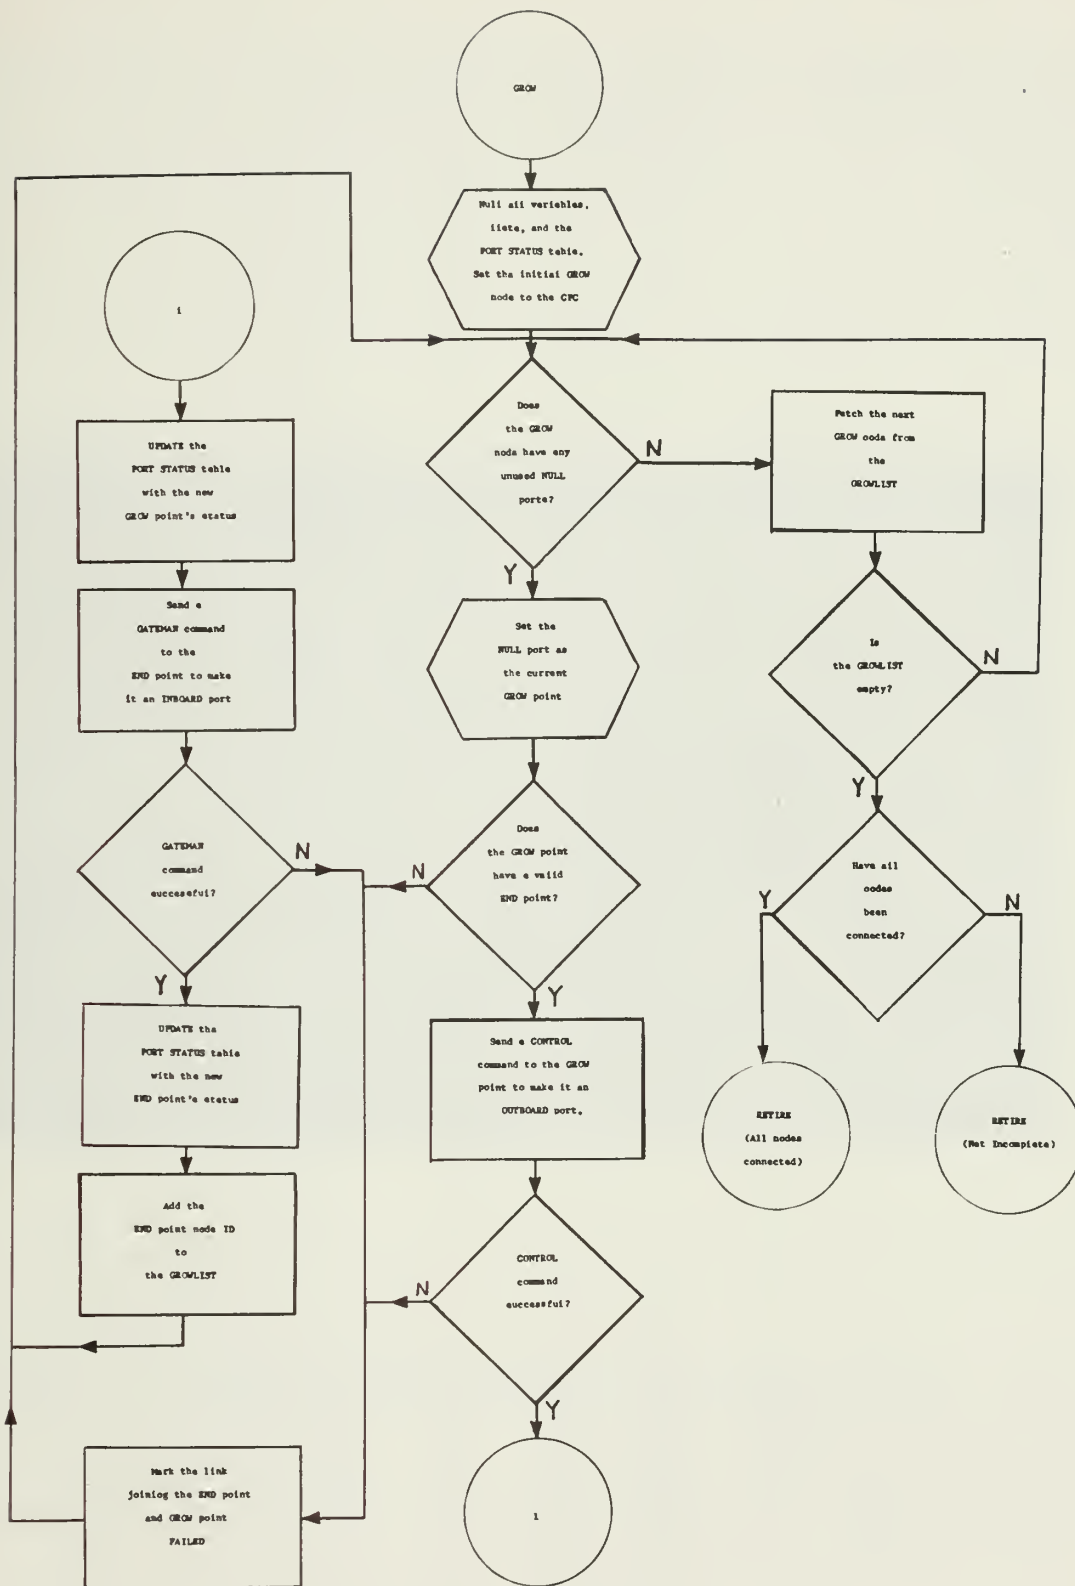 GROW
Null all variables,
lists, and the
PORT STATUS table.
Set the initial GROW
node to the CPC
Does
the GROW
node have any
unused NULL
ports?
N
Y
Fetch the next
GROW node from
the
GROWLIST
Is
the GROWLIST
empty?
N
Y
Have all
nodes
been
connected?
Y
N
RETIRE
(All nodes
connected)
RETIRE
(Net Incomplete)
Set the
NULL port as
the current
GROW point
Does
the GROW point
have a valid
END point?
N
Y
Send a CONTROL
command to the GROW
point to make it an
OUTBOARD port.
CONTROL
command
successful?
N
Y
1
1
UPDATE the
PORT STATUS table
with the new
GROW point's status
Send a
GATEMAN command
to the
END point to make
it an INBOARD port
GATEMAN
command
successful?
N
Y
UPDATE the
PORT STATUS table
with the new
END point's status
Add the
END point node ID
to
the GROWLIST
Mark the link
joining the END point
and GROW point
FAILED